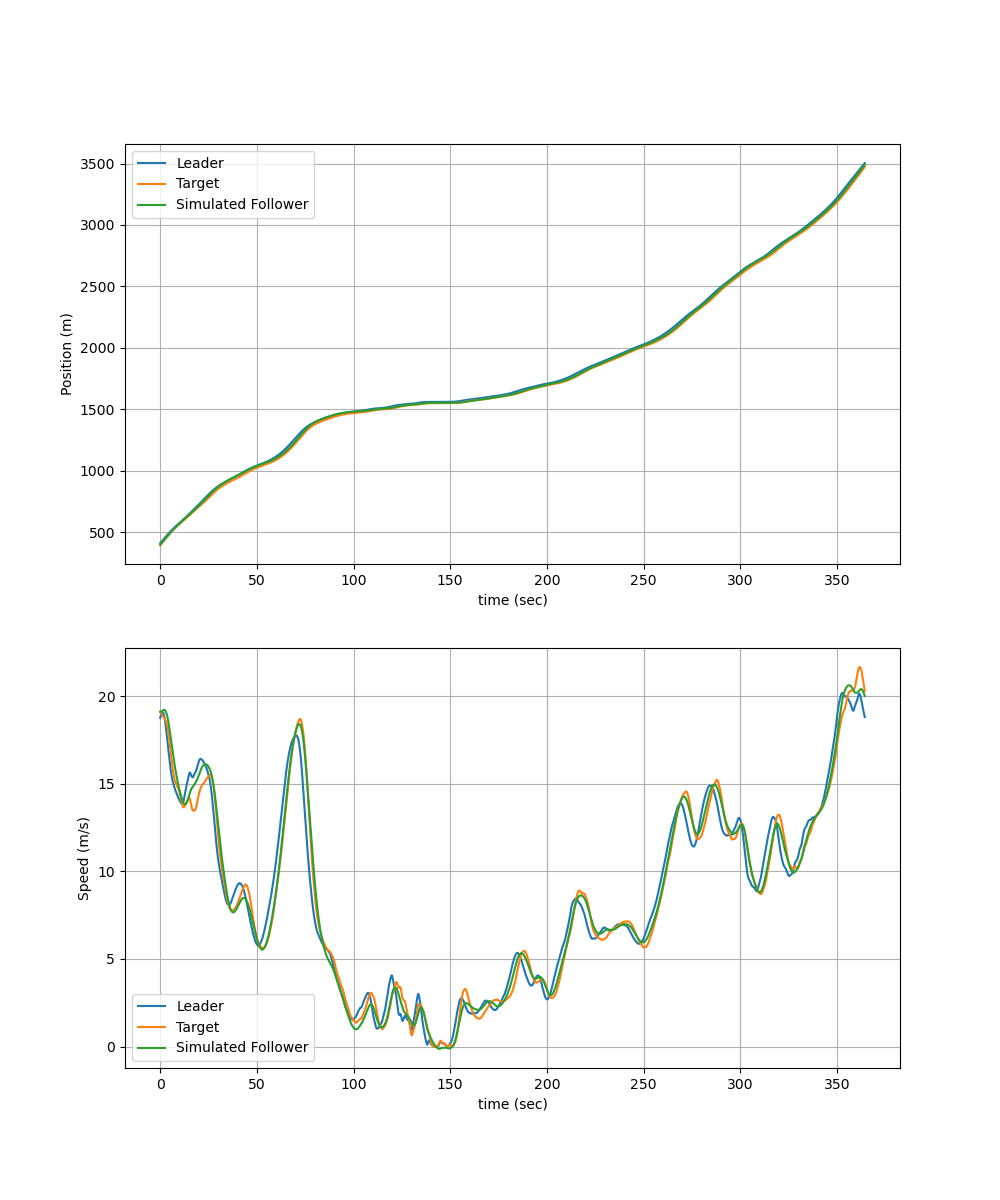 Leader
Target
Simulated Follower
3500
3000
2500
2000
1500
1000
500
Position (m)
0 50 100 150 200 250 300 350
time (sec)
20
15
10
5
0
Speed (m/s)
Leader
Target
Simulated Follower
0 50 100 150 200 250 300 350
time (sec)